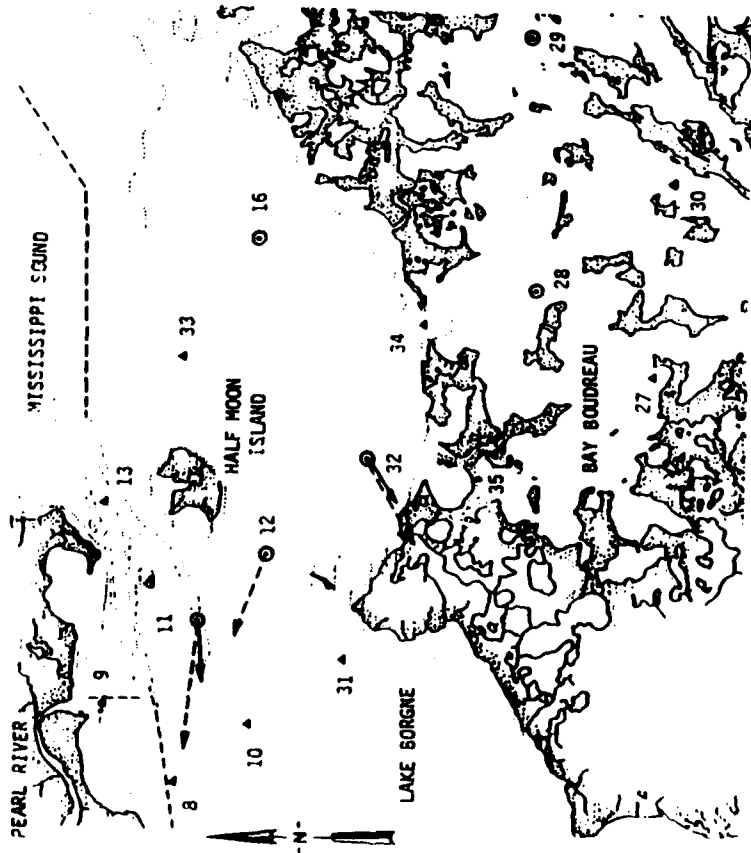 PEARL RIVER
MISSISSIPPI SOUND
9
13
33
8
11
16
HALF MOON
ISLAND
12
10
31
32
34
LAKE BORGNE
-N-
35
28
29
BAY BOUDREAU
27
30